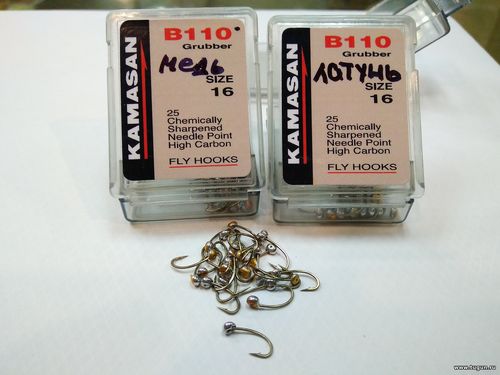 B110
Grubber
медь
SIZE
16
25
Chemically
Sharpened
Needle Point
High Carbon
FLY HOOKS
KAMASAN
B110
Grubber
ЛАТУНЬ
SIZE
16
25
Chemically
Sharpened
Needle Point
High Carbon
FLY HOOKS
KAMASAN
www.tugun.ru